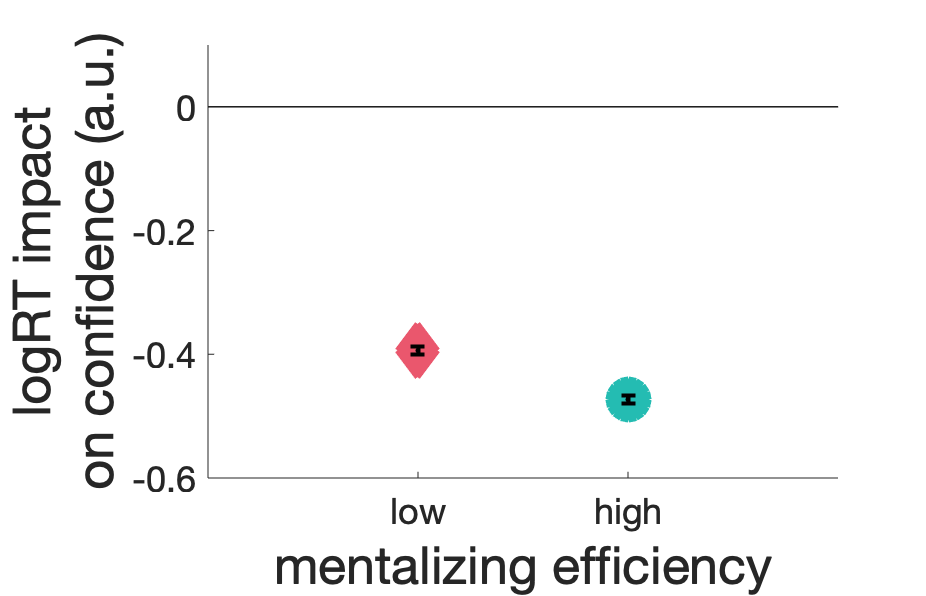 logRT impact
on confidence (a.u.)
0
-0.2
-0.4
-0.6
low
high
mentalizing efficiency